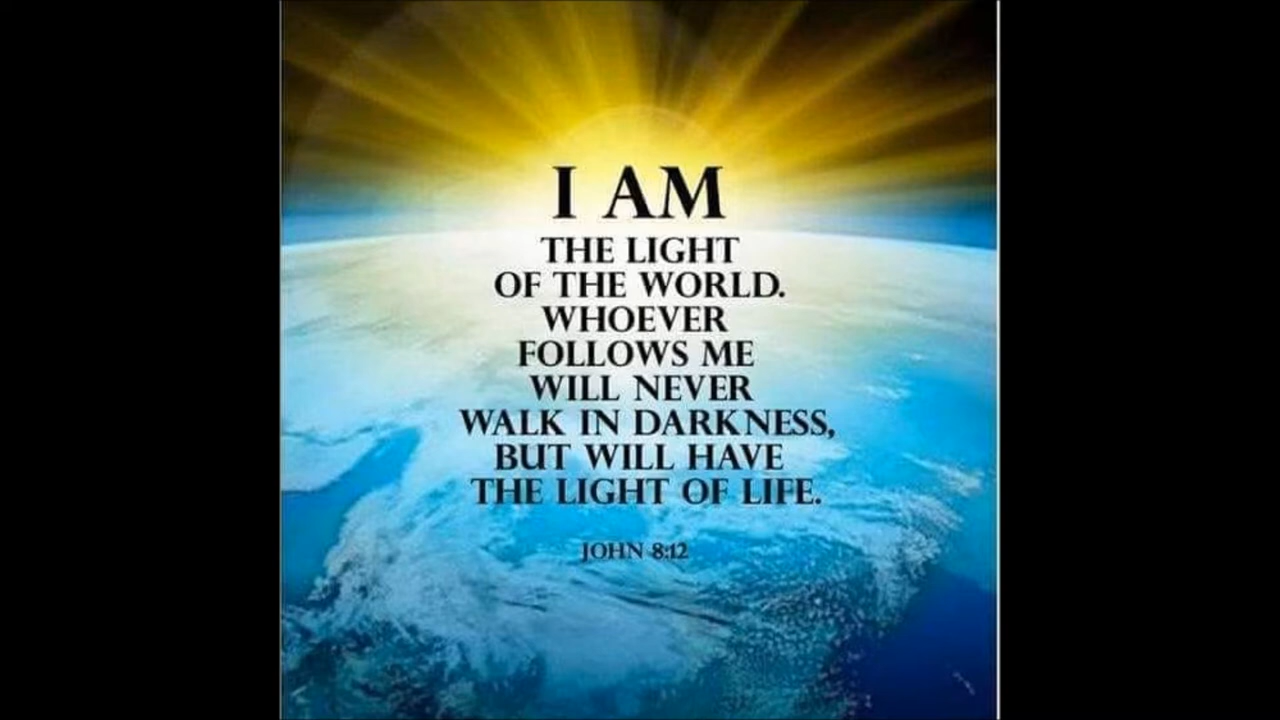 I AM
THE LIGHT
OF THE WORLD.
WHOEVER
FOLLOWS ME
WILL NEVER
WALK IN DARKNESS,
BUT WILL HAVE
THE LIGHT OF LIFE.
JOHN 8:12